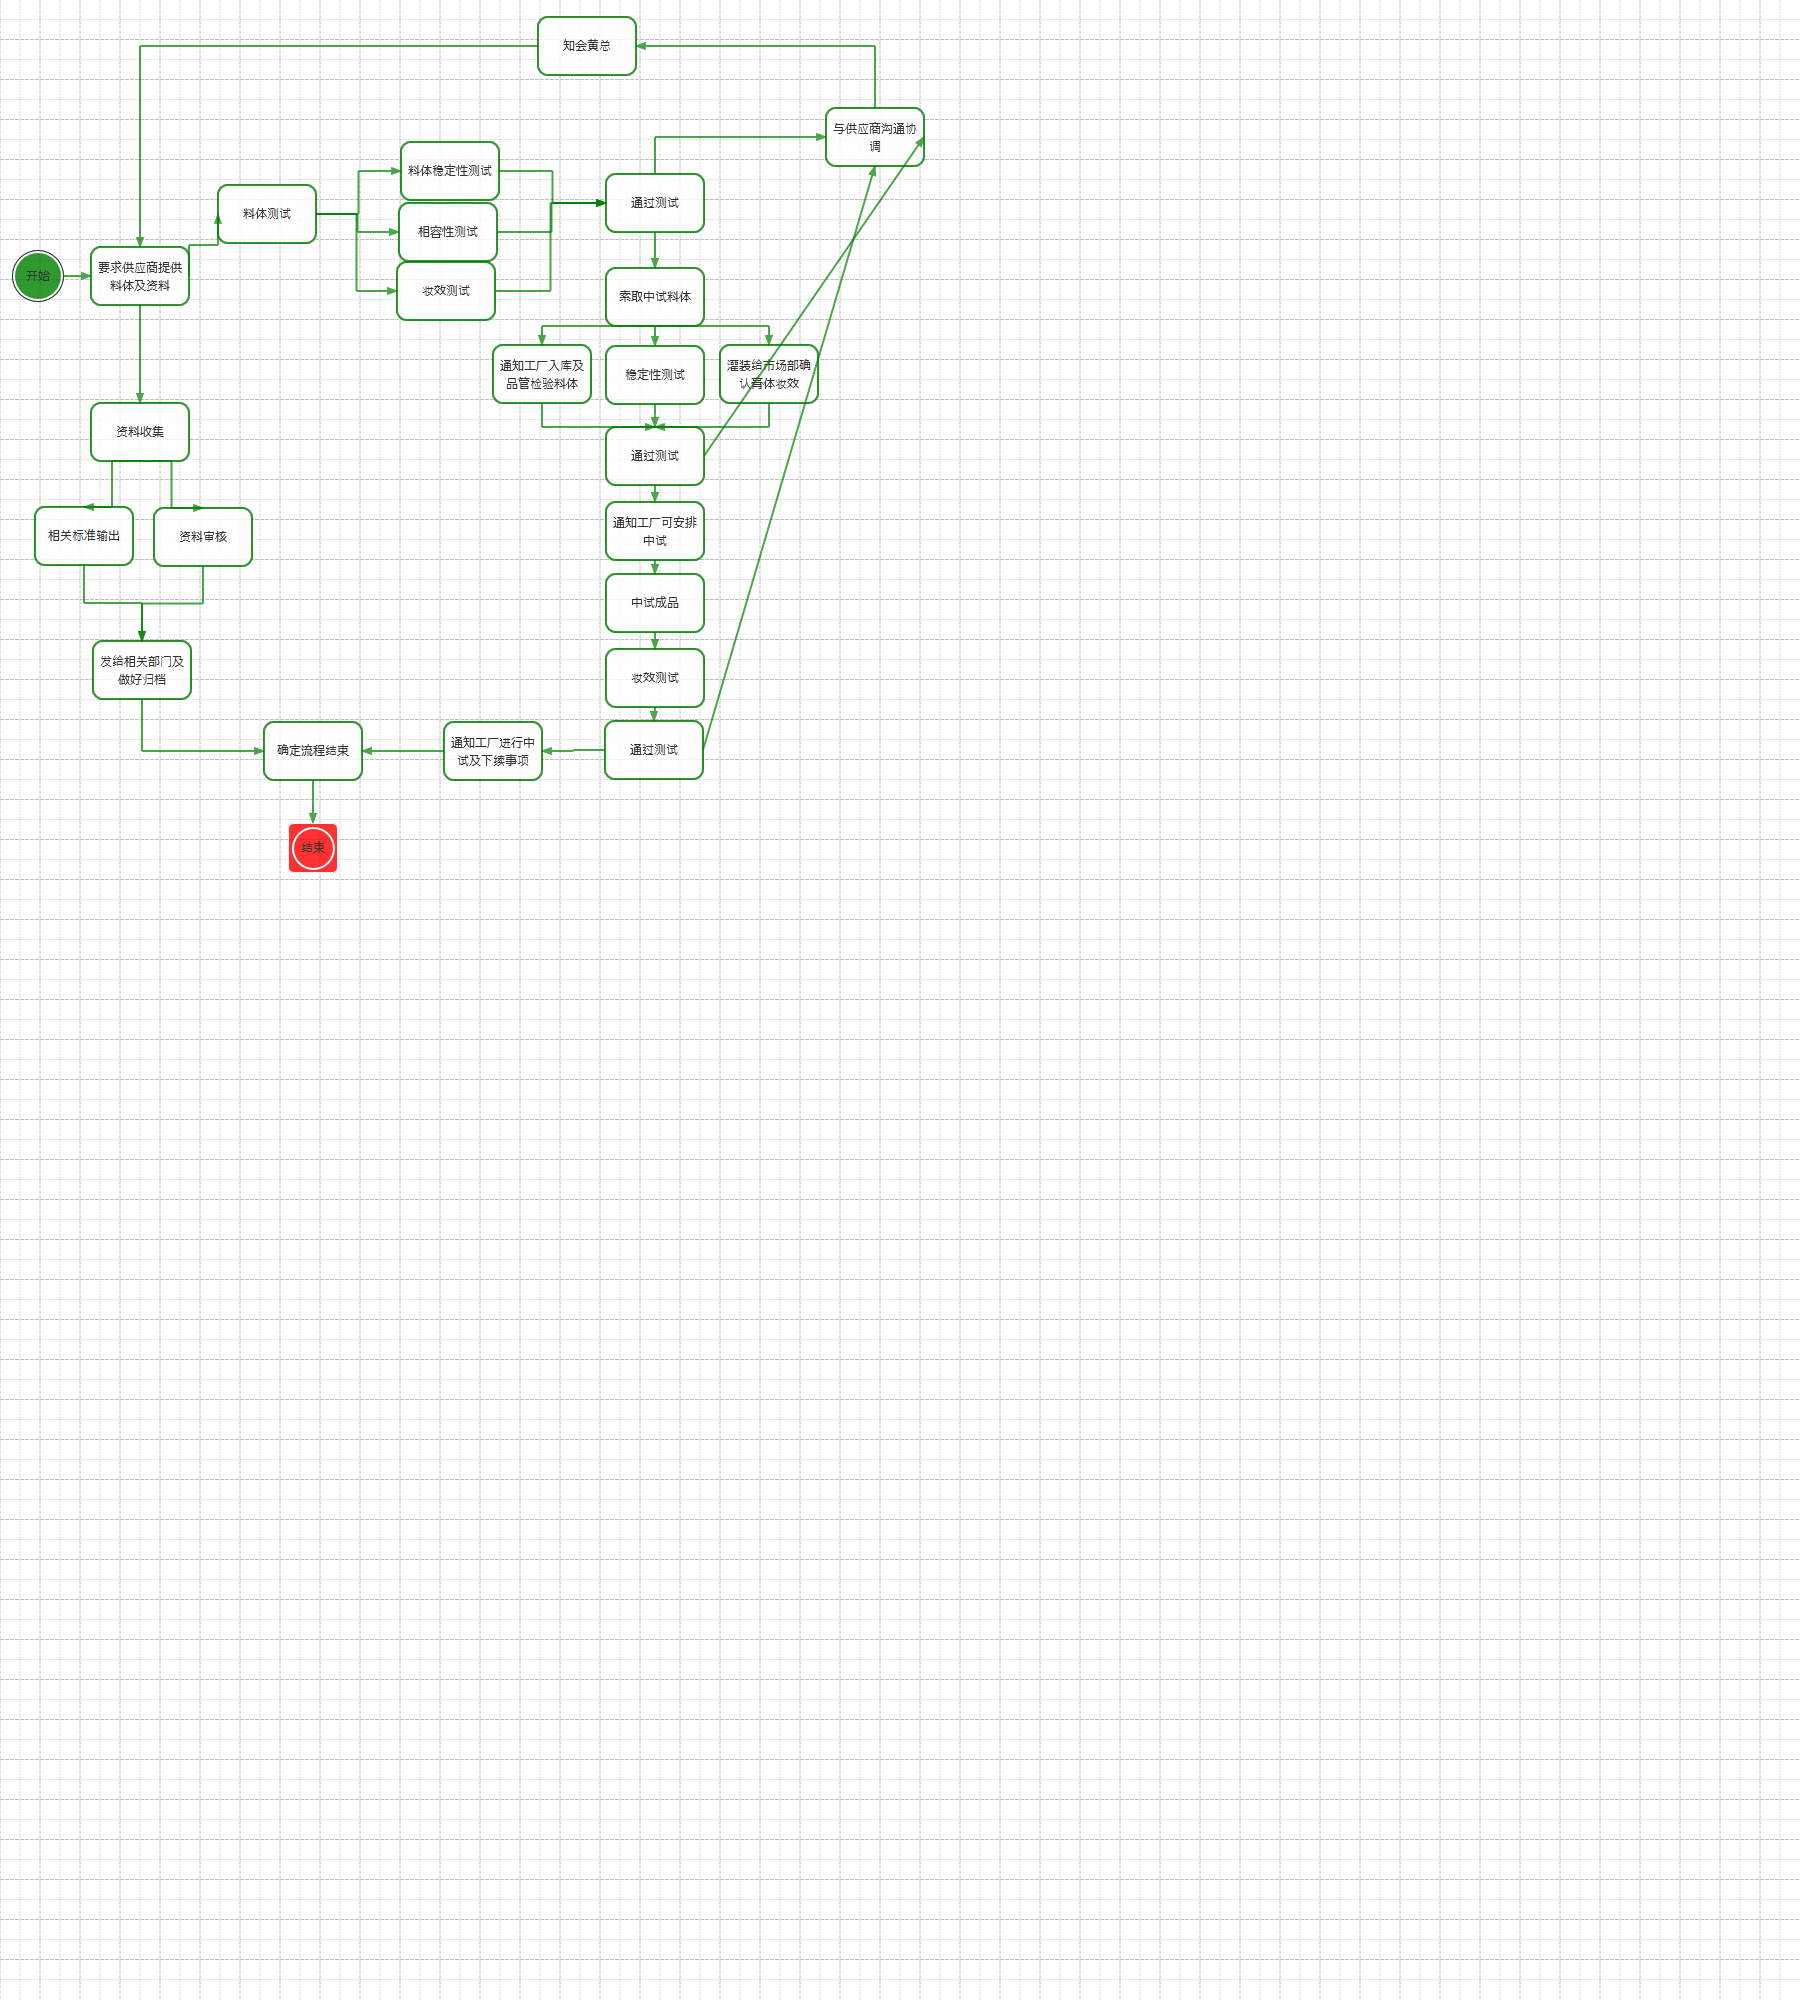 知会黄总
与供应商沟通协
调
料体稳定性测试
通过测试
料体测试
相容性测试
要求供应商提供
料体及资料
开始
妆效测试
索取中试料体
通知工厂入库及
品管检验料体
稳定性测试
灌装给市场部确
认膏体妆效
资料收集
通过测试
通知工厂可安排
中试
相关标准输出
资料审核
中试成品
发给相关部门及
做好归档
妆效测试
确定流程结束
通知工厂进行中
试及下续事项
通过测试
结束